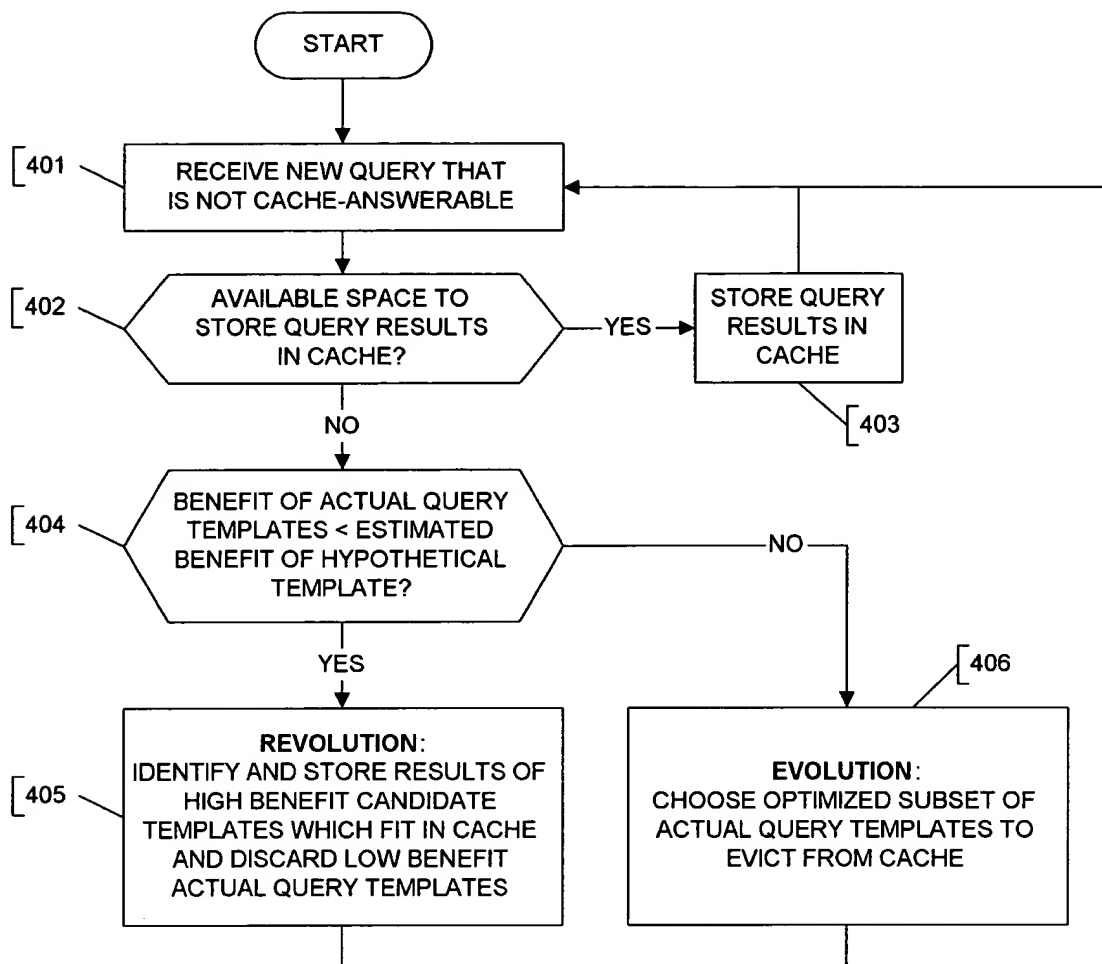 START
401
RECEIVE NEW QUERY THAT
IS NOT CACHE-ANSWERABLE
402
AVAILABLE SPACE TO
STORE QUERY RESULTS
IN CACHE?
YES
STORE QUERY
RESULTS IN
CACHE
403
NO
404
BENEFIT OF ACTUAL QUERY
TEMPLATES < ESTIMATED
BENEFIT OF HYPOTHETICAL
TEMPLATE?
NO
YES
405
REVOLUTION:
IDENTIFY AND STORE RESULTS OF
HIGH BENEFIT CANDIDATE
TEMPLATES WHICH FIT IN CACHE
AND DISCARD LOW BENEFIT
ACTUAL QUERY TEMPLATES
406
EVOLUTION:
CHOOSE OPTIMIZED SUBSET OF
ACTUAL QUERY TEMPLATES TO
EVICT FROM CACHE